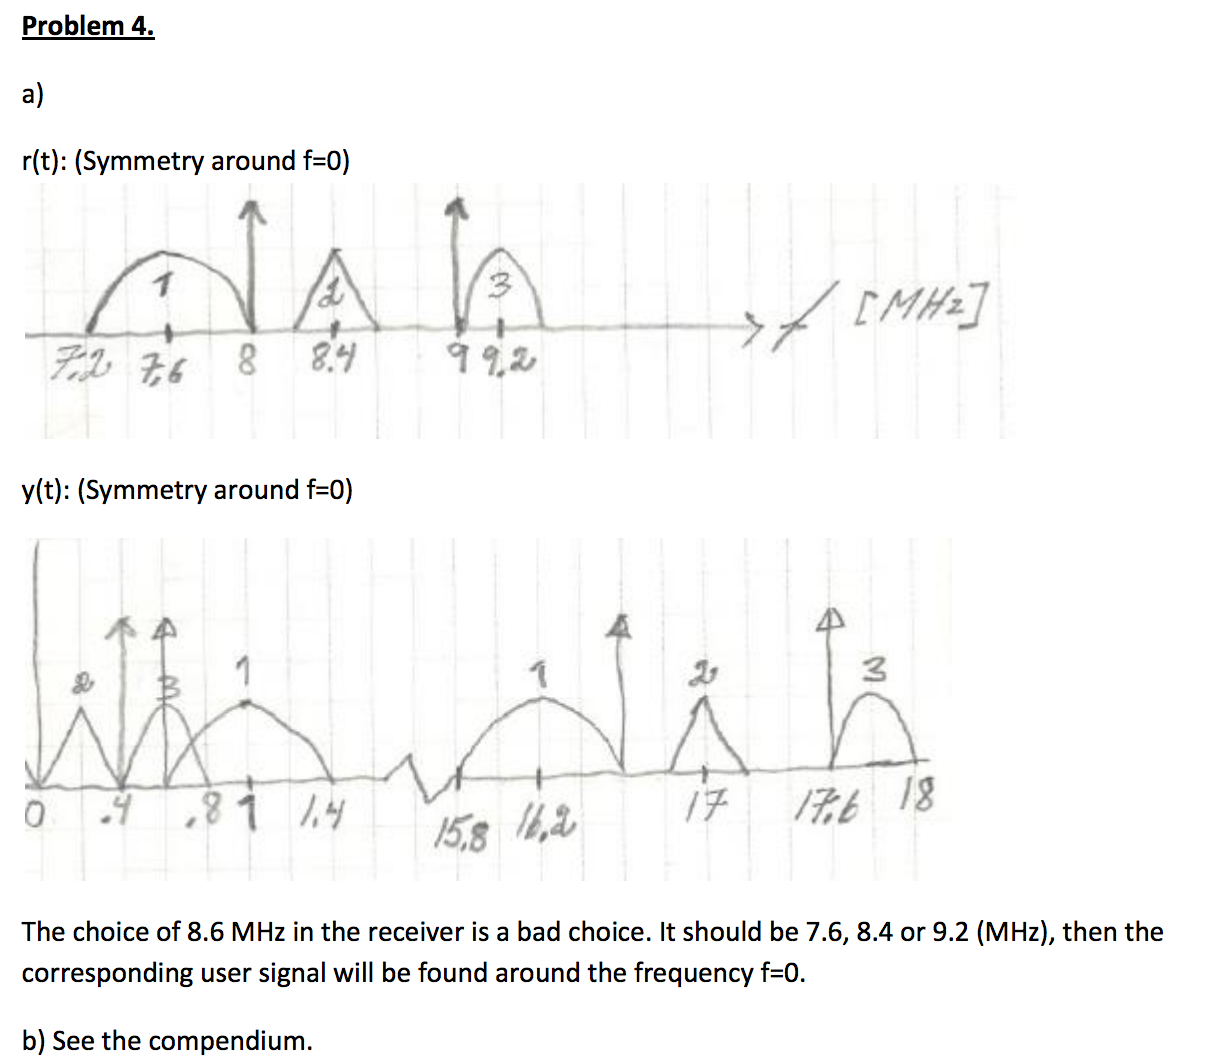 Problem 4.
a)
r(t): (Symmetry around f=0)
1 2 3
f [MHz]
7.2 7,6 8 8.4 9 9,2
y(t): (Symmetry around f=0)
2 3 1 1 2 3
0 .4 .8 1 1,4 15,8 16,2 17 17,6 18
The choice of 8.6 MHz in the receiver is a bad choice. It should be 7.6, 8.4 or 9.2 (MHz), then the
corresponding user signal will be found around the frequency f=0.
b) See the compendium.